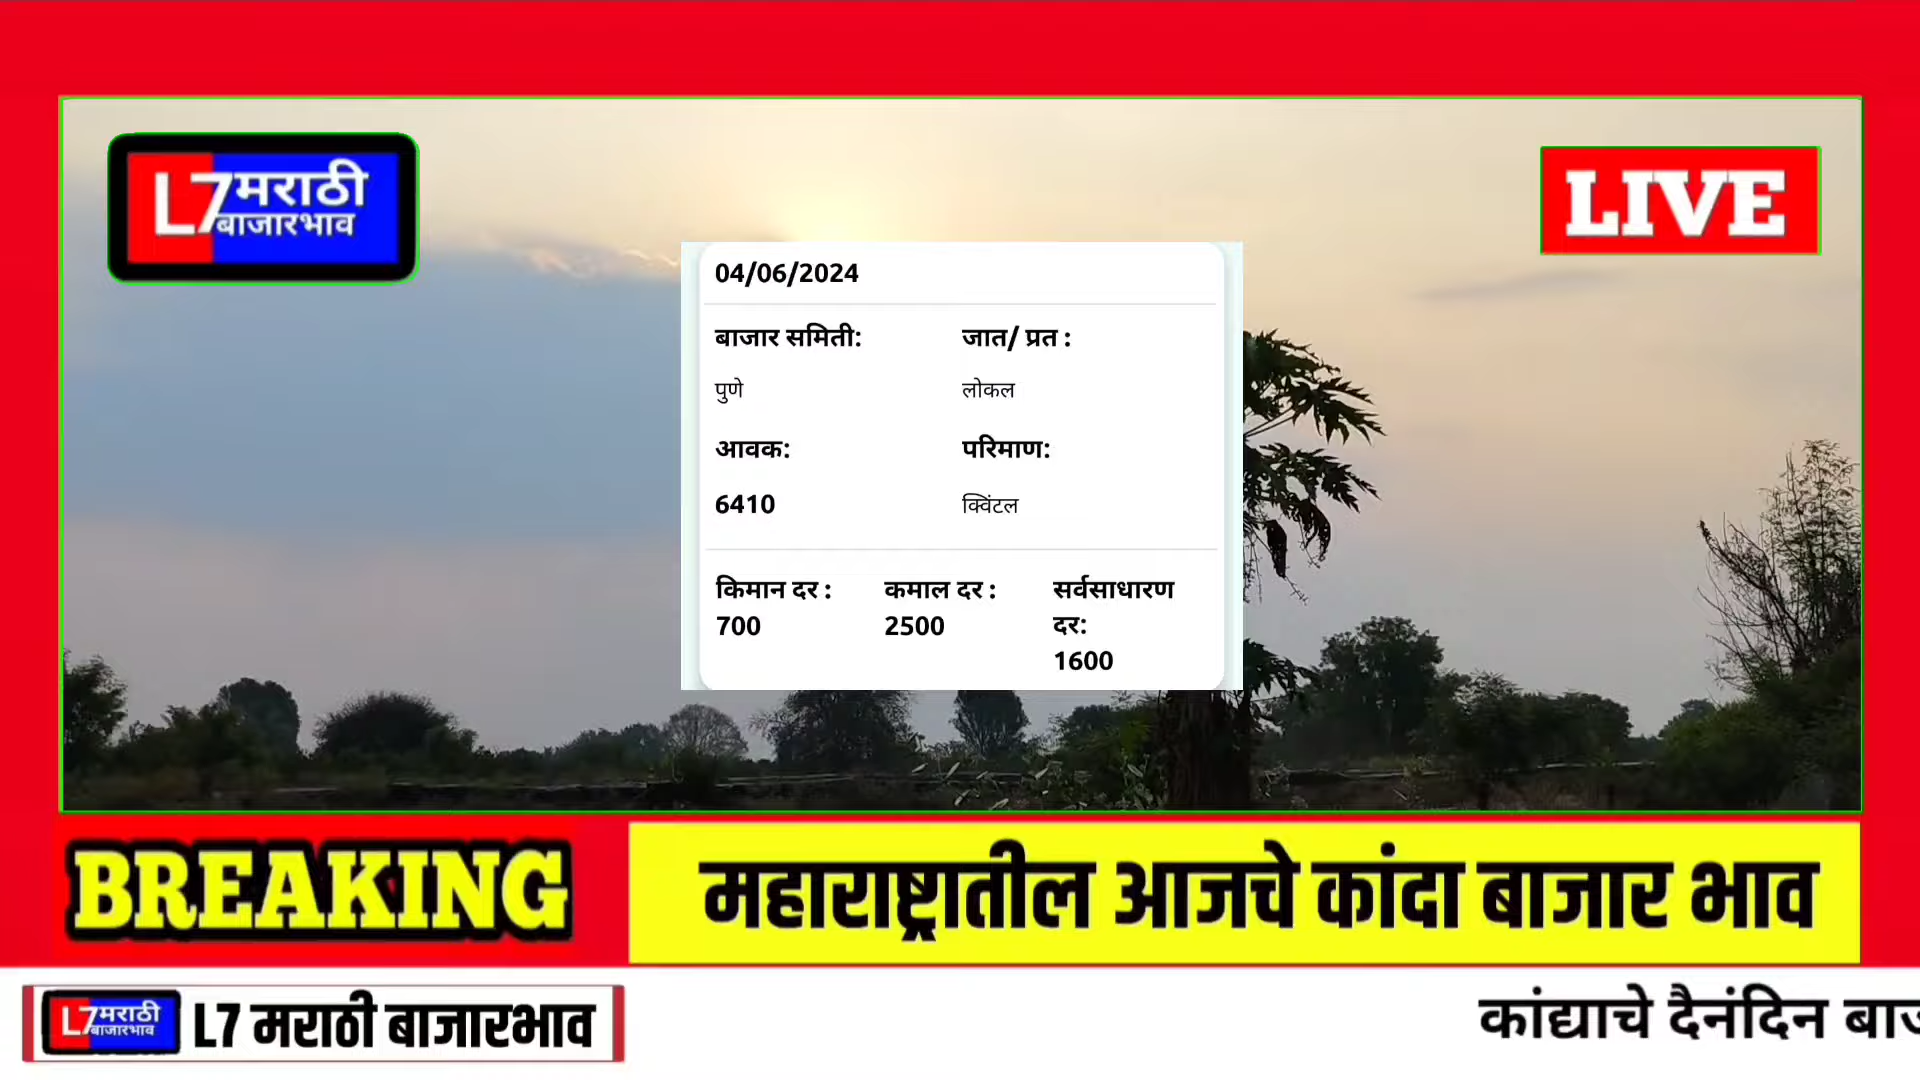 L7मराठी
बाजारभाव
LIVE
04/06/2024
बाजार समिती: जात/ प्रत :
पुणे लोकल
आवक: परिमाण:
6410 क्विंटल
किमान दर : कमाल दर : सर्वसाधारण
दर:
700 2500
1600
BREAKING महाराष्ट्रातील आजचे कांदा बाजार भाव
L7मराठी
बाजारभाव
L7 मराठी बाजारभाव
कांद्याचे दैनंदिन